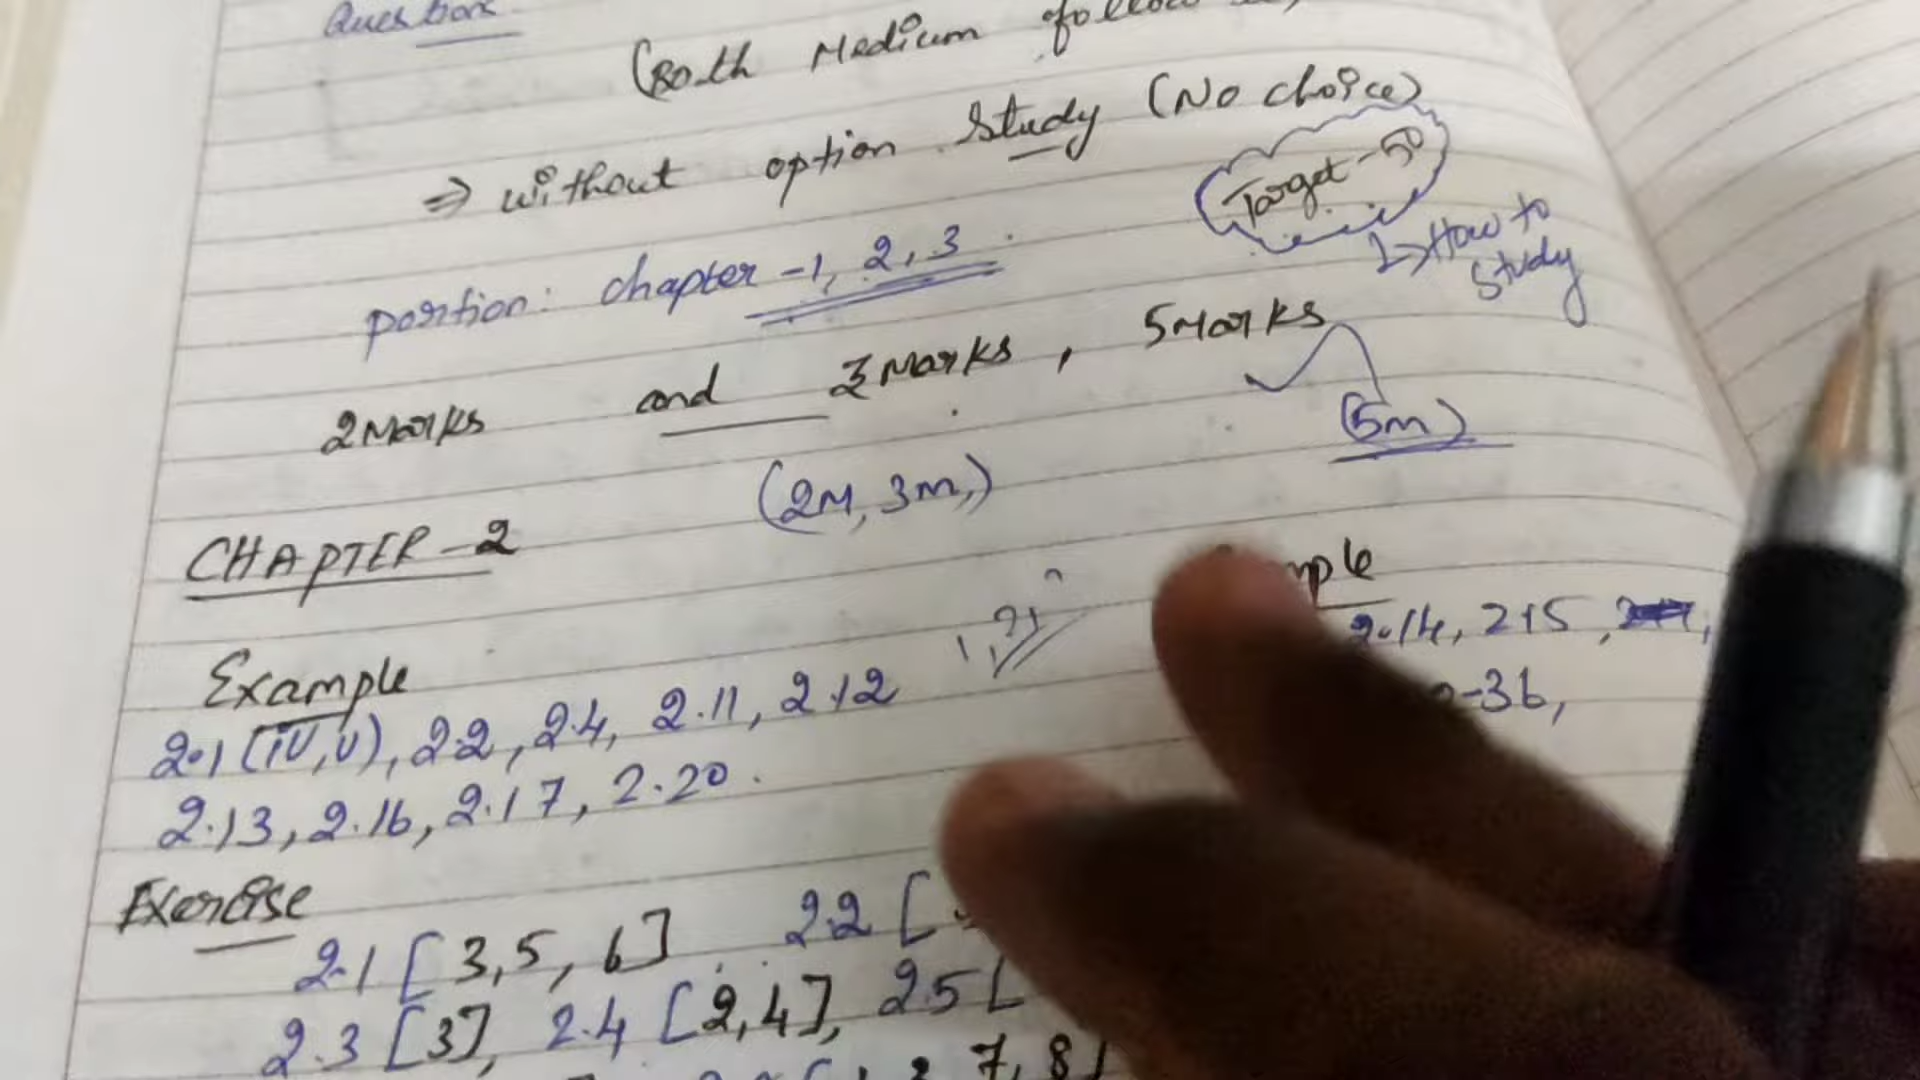 Question
(Both Medium follow
⇒ without option Study (No choice)
Target - 50
↳ How to
Study
portion: chapter -1, 2, 3.
2Marks and 3Marks, 5Marks
(2M, 3m,) (5m)
CHAPTER - 2
Example
2.1 (iv, v), 2.2, 2.4, 2.11, 2.12
2.13, 2.16, 2.17, 2.20.
2.14, 2.15,
-36,
Exercise
2.1 [3, 5, 6] 2.2 [
2.3 [3], 2.4 [2, 4], 2.5 [
7, 8]